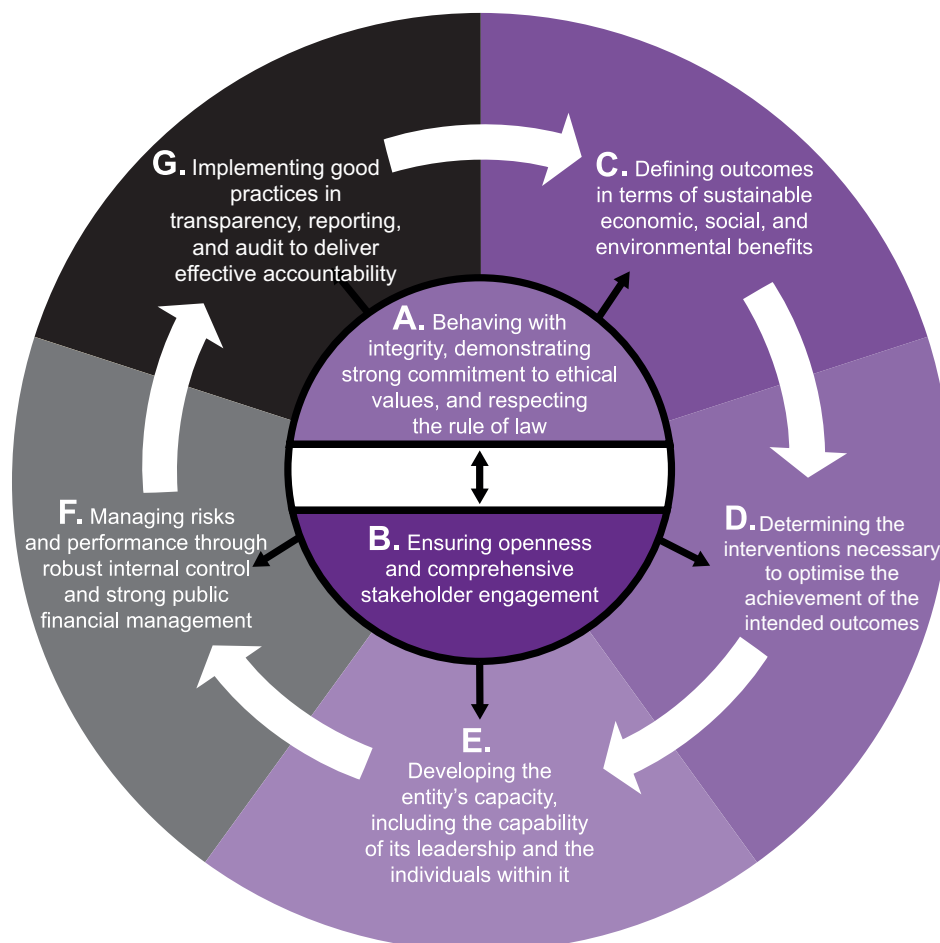 A. Behaving with
integrity, demonstrating
strong commitment to ethical
values, and respecting
the rule of law
B. Ensuring openness
and comprehensive
stakeholder engagement
C. Defining outcomes
in terms of sustainable
economic, social, and
environmental benefits
D. Determining the
interventions necessary
to optimise the
achievement of the
intended outcomes
E.
Developing the
entity's capacity,
including the capability
of its leadership and the
individuals within it
F. Managing risks
and performance through
robust internal control
and strong public
financial management
G. Implementing good
practices in
transparency, reporting,
and audit to deliver
effective accountability